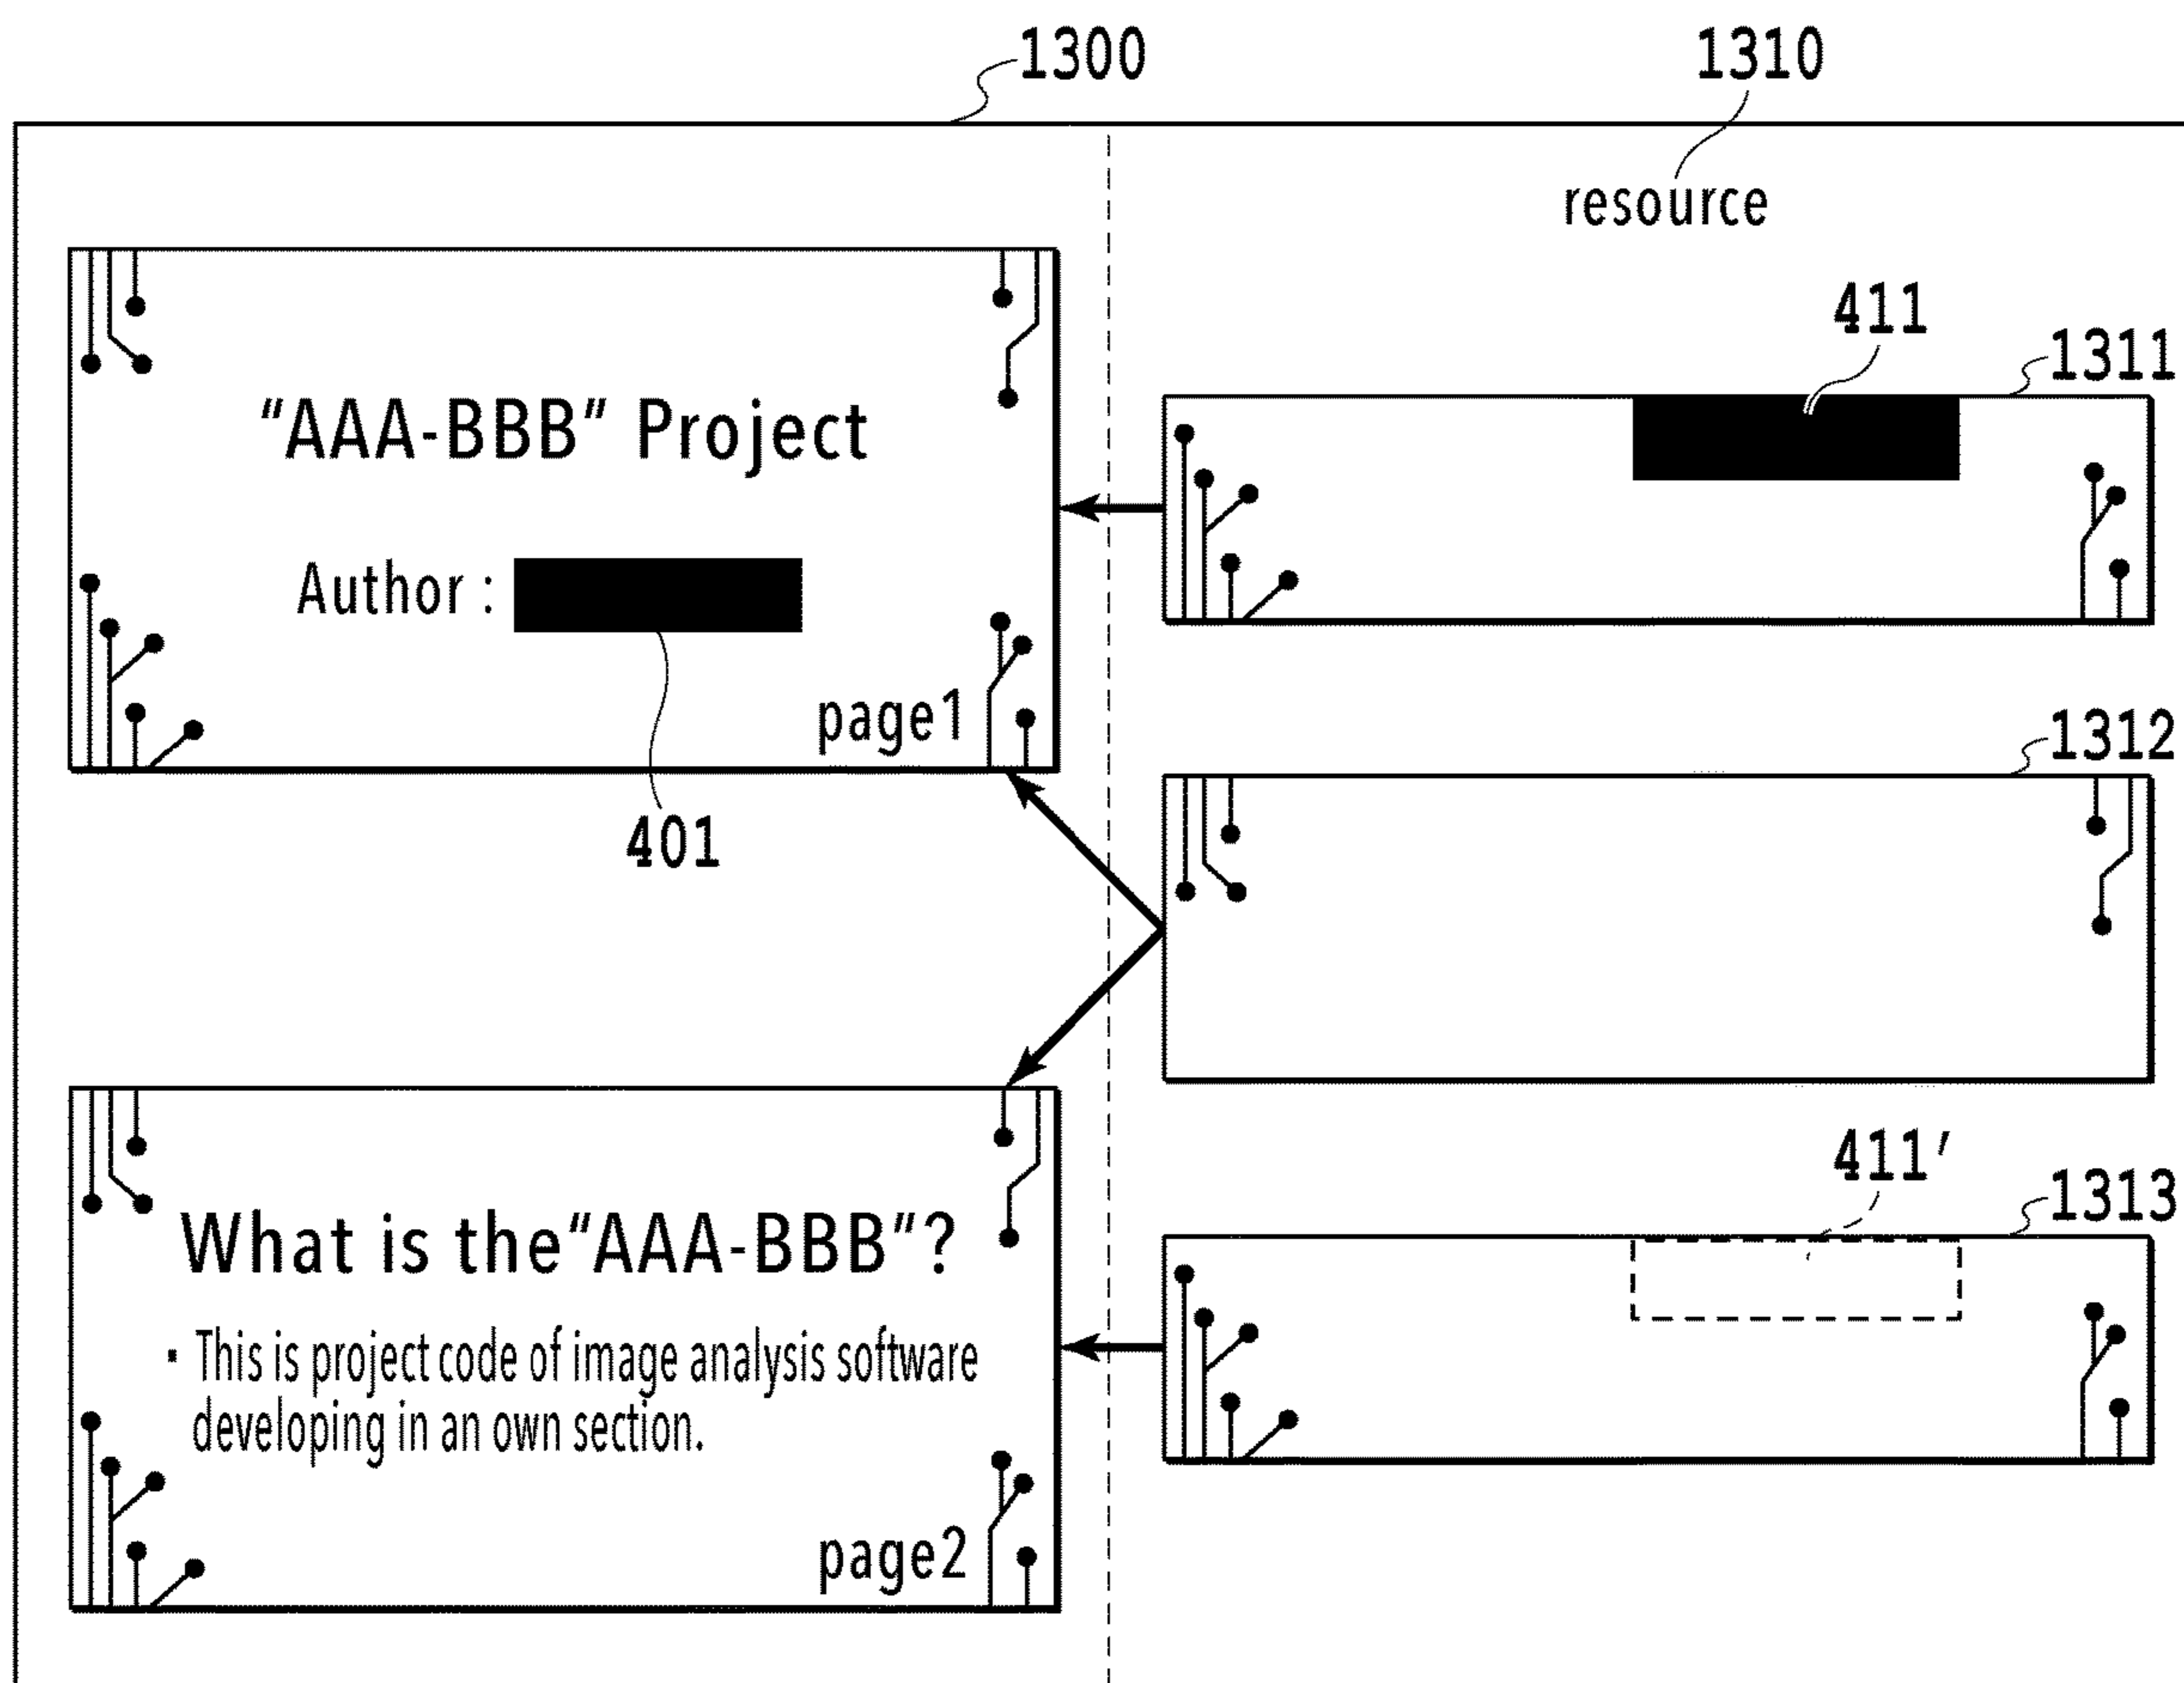 1300
1310
resource
411
1311
"AAA-BBB" Project
Author :
page1
401
1312
411'
1313
What is the"AAA-BBB"?
· This is project code of image analysis software
developing in an own section.
page2